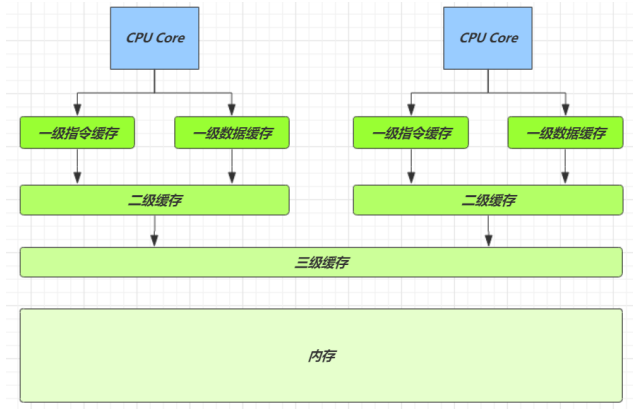 CPU Core
CPU Core
一级指令缓存
一级数据缓存
一级指令缓存
一级数据缓存
二级缓存
二级缓存
三级缓存
内存